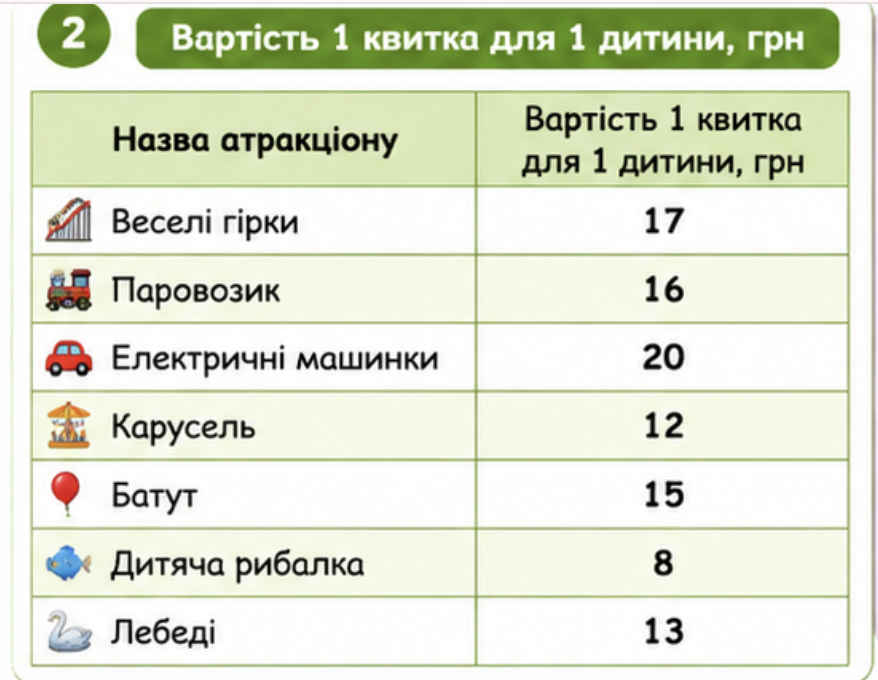 2
Вартість 1 квитка для 1 дитини, грн
Назва атракціону
Вартість 1 квитка
для 1 дитини, грн
Веселі гірки 17
Паровозик 16
Електричні машинки 20
Карусель 12
Батут 15
Дитяча рибалка 8
Лебеді 13